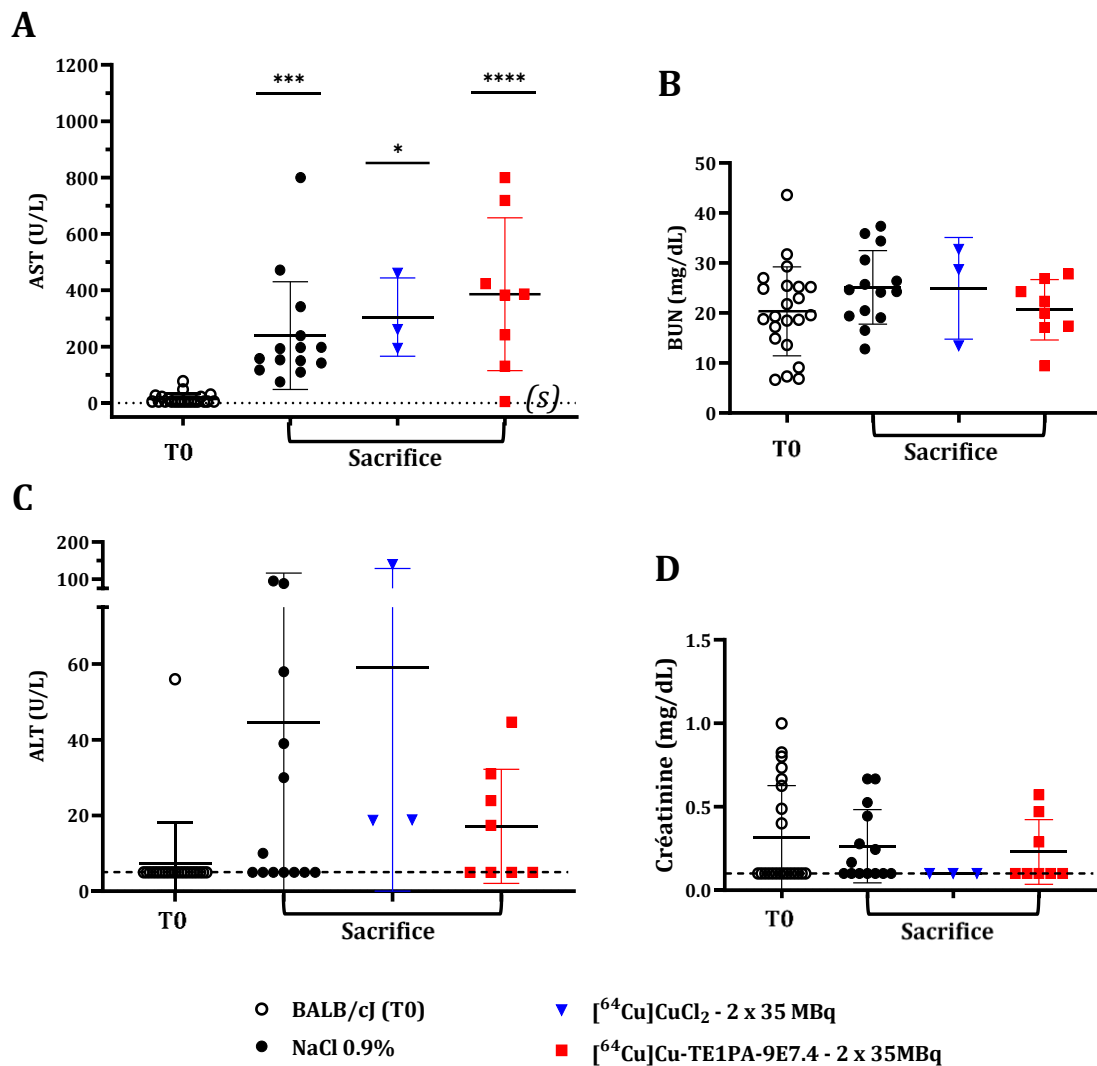 A
AST (U/L)
1200
1000
800
600
400
200
0
***
*
****
(s)
T0
Sacrifice
B
BUN (mg/dL)
50
40
30
20
10
0
T0
Sacrifice
C
ALT (U/L)
200
100
60
40
20
0
T0
Sacrifice
D
Créatinine (mg/dL)
1.5
1.0
0.5
0.0
T0
Sacrifice
BALB/cJ (T0)
NaCl 0.9%
[⁶⁴Cu]CuCl₂ - 2 x 35 MBq
[⁶⁴Cu]Cu-TE1PA-9E7.4 - 2 x 35MBq